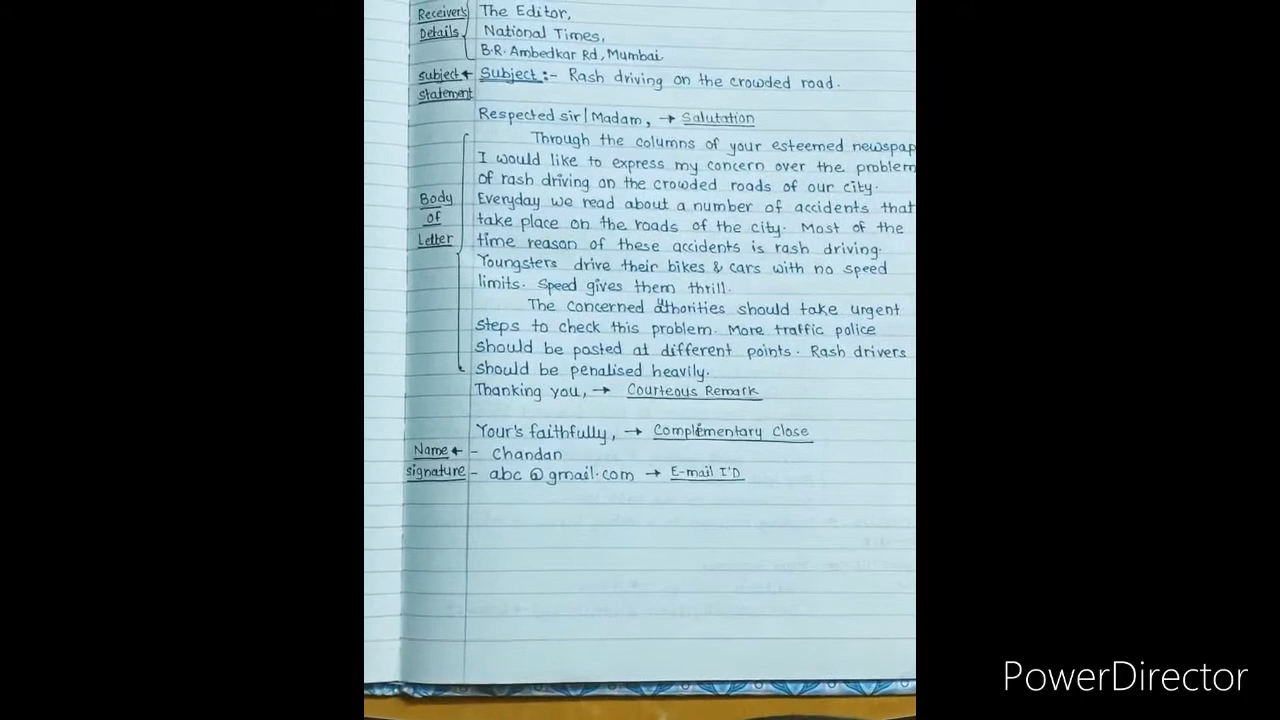 Receiver's The Editor,
Details National Times,
B.R. Ambedkar Rd, Mumbai
Subject Subject :- Rash driving on the crowded road.
Statement
Respected sir | Madam, → Salutation
Through the columns of your esteemed newspap
I would like to express my concern over the problem
of rash driving on the crowded roads of our city.
Body Everyday we read about a number of accidents that
of take place on the roads of the city. Most of the
Letter time reason of these accidents is rash driving.
Youngsters drive their bikes & cars with no speed
limits. Speed gives them thrill.
The concerned authorities should take urgent
steps to check this problem. More traffic police
should be posted at different points. Rash drivers
should be penalised heavily.
Thanking you, → Courteous Remark
Your's faithfully, → Complementary Close
Name ← - Chandan
signature - abc @gmail.com → E-mail I'D
PowerDirector